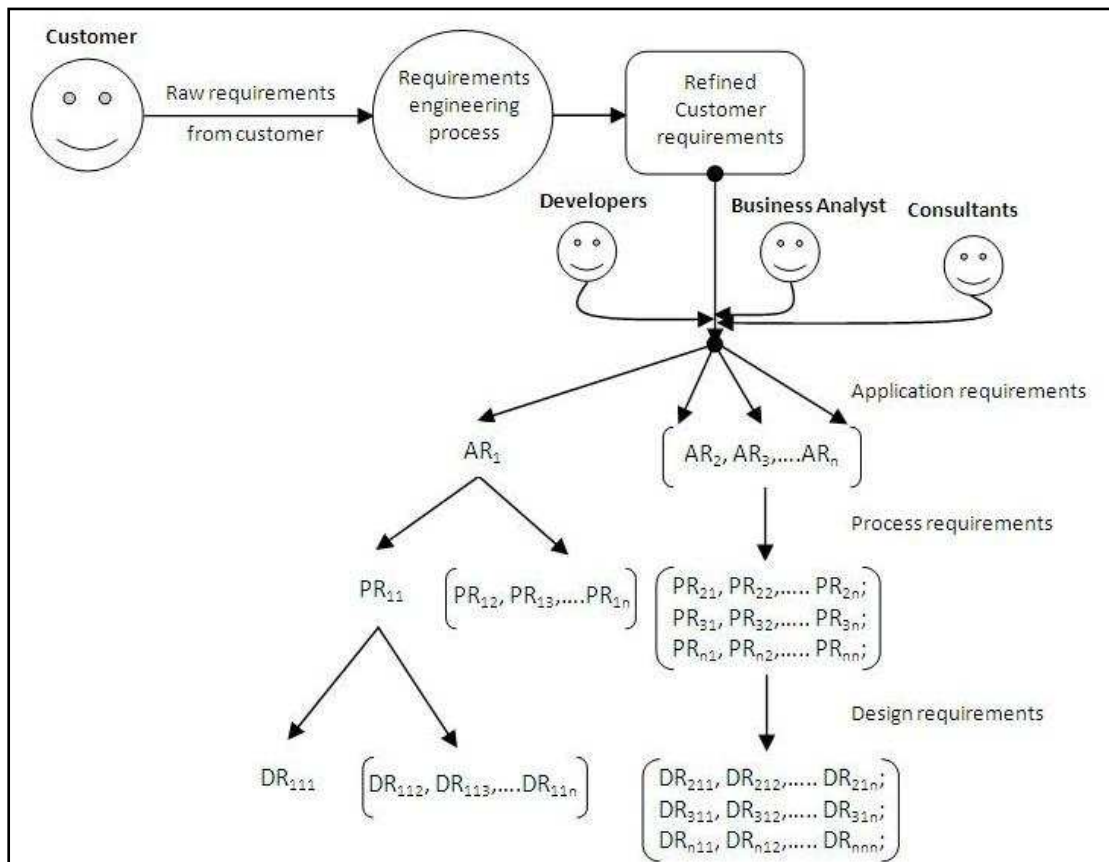 Customer
Raw requirements
from customer
Requirements
engineering
process
Refined
Customer
requirements
Developers
Business Analyst
Consultants
Application requirements
AR₁
AR₂, AR₃,....ARₙ
Process requirements
PR₁₁
PR₁₂, PR₁₃,....PR₁ₙ
PR₂₁, PR₂₂,..... PR₂ₙ;
PR₃₁, PR₃₂,..... PR₃ₙ;
PRₙ₁, PRₙ₂,..... PRₙₙ;
Design requirements
DR₁₁₁
DR₁₁₂, DR₁₁₃,....DR₁₁ₙ
DR₂₁₁, DR₂₁₂,..... DR₂₁ₙ;
DR₃₁₁, DR₃₁₂,..... DR₃₁ₙ;
DRₙ₁₁, DRₙ₁₂,..... DRₙₙₙ;